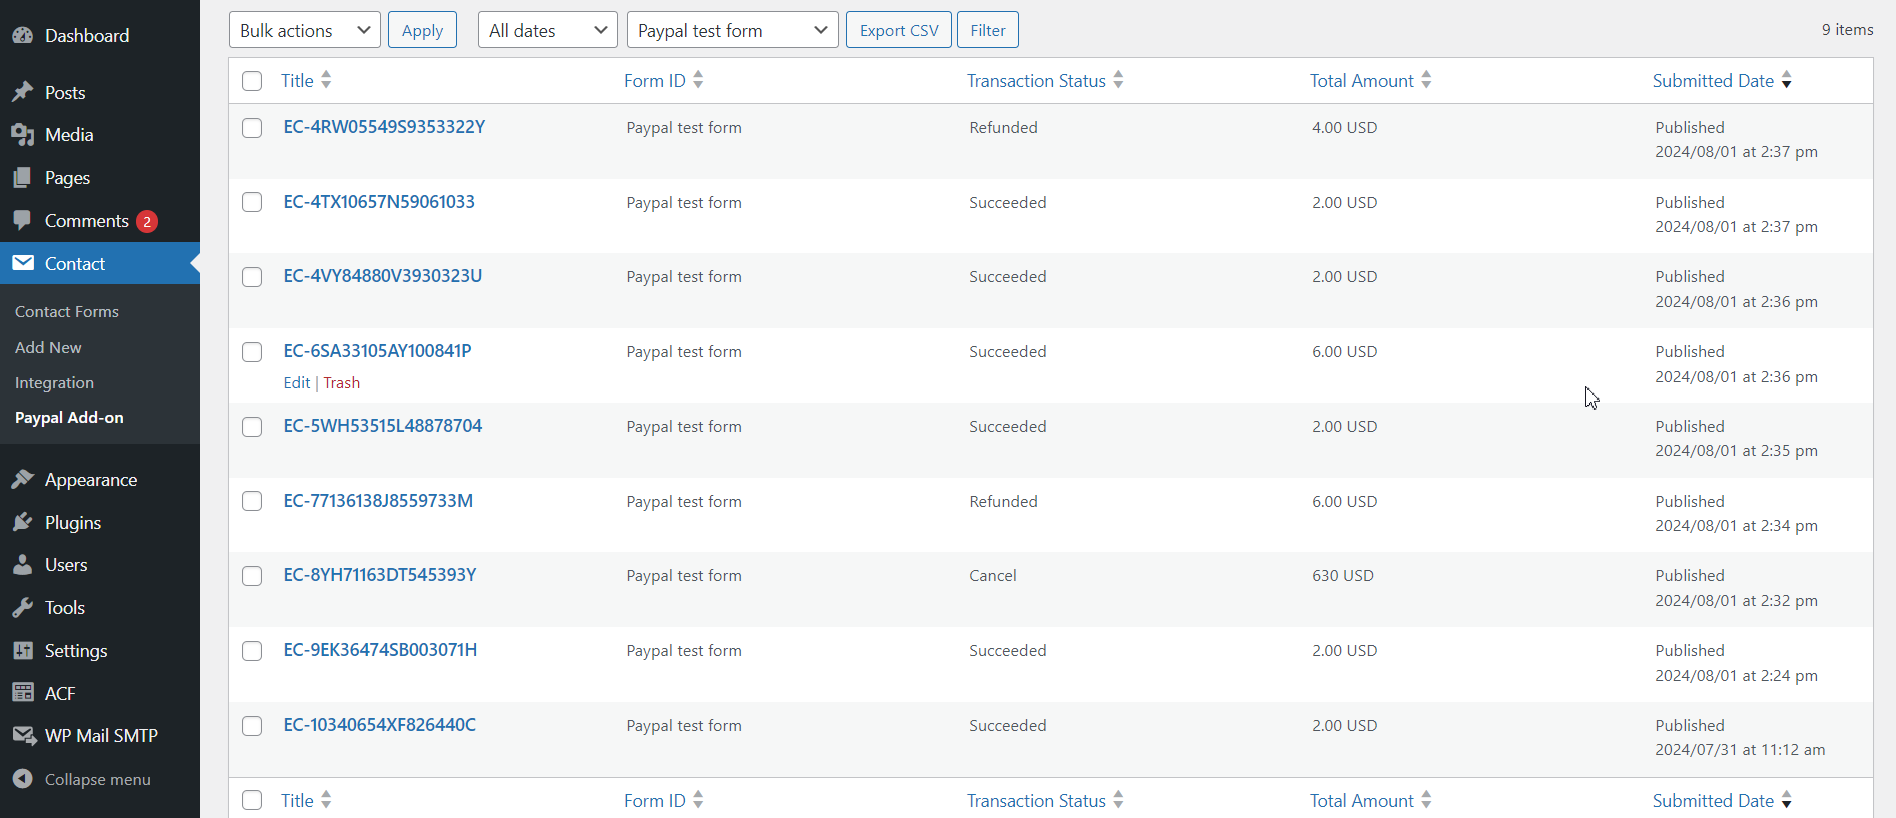 Dashboard
Posts
Media
Pages
Comments 2
Contact
Contact Forms
Add New
Integration
Paypal Add-on
Appearance
Plugins
Users
Tools
Settings
ACF
WP Mail SMTP
Collapse menu
Bulk actions Apply All dates Paypal test form Export CSV Filter 9 items
Title Form ID Transaction Status Total Amount Submitted Date
EC-4RW05549S9353322Y Paypal test form Refunded 4.00 USD Published
2024/08/01 at 2:37 pm
EC-4TX10657N59061033 Paypal test form Succeeded 2.00 USD Published
2024/08/01 at 2:37 pm
EC-4VY84880V3930323U Paypal test form Succeeded 2.00 USD Published
2024/08/01 at 2:36 pm
EC-6SA33105AY100841P Paypal test form Succeeded 6.00 USD Published
Edit | Trash 2024/08/01 at 2:36 pm
EC-5WH53515L48878704 Paypal test form Succeeded 2.00 USD Published
2024/08/01 at 2:35 pm
EC-77136138J8559733M Paypal test form Refunded 6.00 USD Published
2024/08/01 at 2:34 pm
EC-8YH71163DT545393Y Paypal test form Cancel 630 USD Published
2024/08/01 at 2:32 pm
EC-9EK36474SB003071H Paypal test form Succeeded 2.00 USD Published
2024/08/01 at 2:24 pm
EC-10340654XF826440C Paypal test form Succeeded 2.00 USD Published
2024/07/31 at 11:12 am
Title Form ID Transaction Status Total Amount Submitted Date